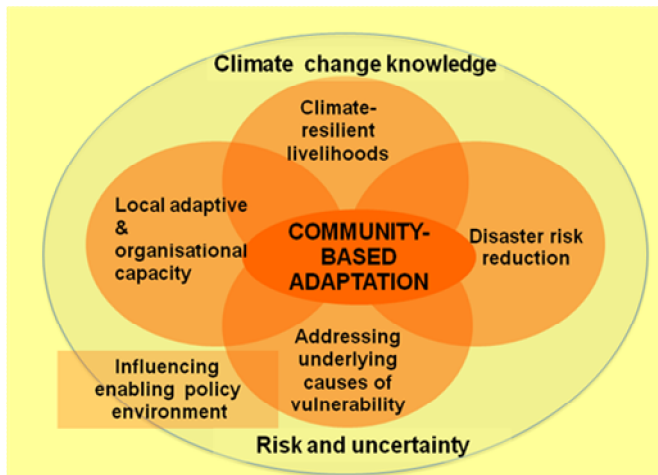 Climate change knowledge
Climate-
resilient
livelihoods
Local adaptive
&
organisational
capacity
COMMUNITY-
BASED
ADAPTATION
Disaster risk
reduction
Addressing
underlying
causes of
vulnerability
Influencing
enabling policy
environment
Risk and uncertainty